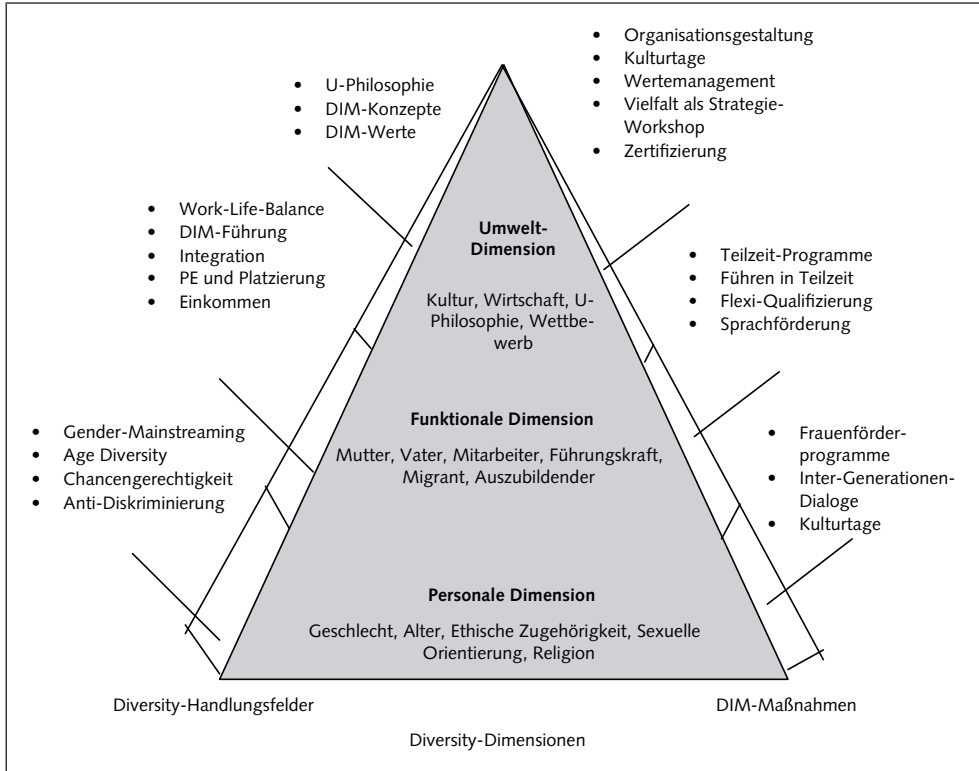 • Organisationsgestaltung
• Kulturtage
• Wertemanagement
• Vielfalt als Strategie-
Workshop
• Zertifizierung
• U-Philosophie
• DIM-Konzepte
• DIM-Werte
• Work-Life-Balance
• DIM-Führung
• Integration
• PE und Platzierung
• Einkommen
Umwelt-
Dimension
Kultur, Wirtschaft, U-
Philosophie, Wettbe-
werb
• Teilzeit-Programme
• Führen in Teilzeit
• Flexi-Qualifizierung
• Sprachförderung
• Gender-Mainstreaming
• Age Diversity
• Chancengerechtigkeit
• Anti-Diskriminierung
Funktionale Dimension
Mutter, Vater, Mitarbeiter, Führungskraft,
Migrant, Auszubildender
• Frauenförder-
programme
• Inter-Generationen-
Dialoge
• Kulturtage
Personale Dimension
Geschlecht, Alter, Ethische Zugehörigkeit, Sexuelle
Orientierung, Religion
Diversity-Handlungsfelder
DIM-Maßnahmen
Diversity-Dimensionen